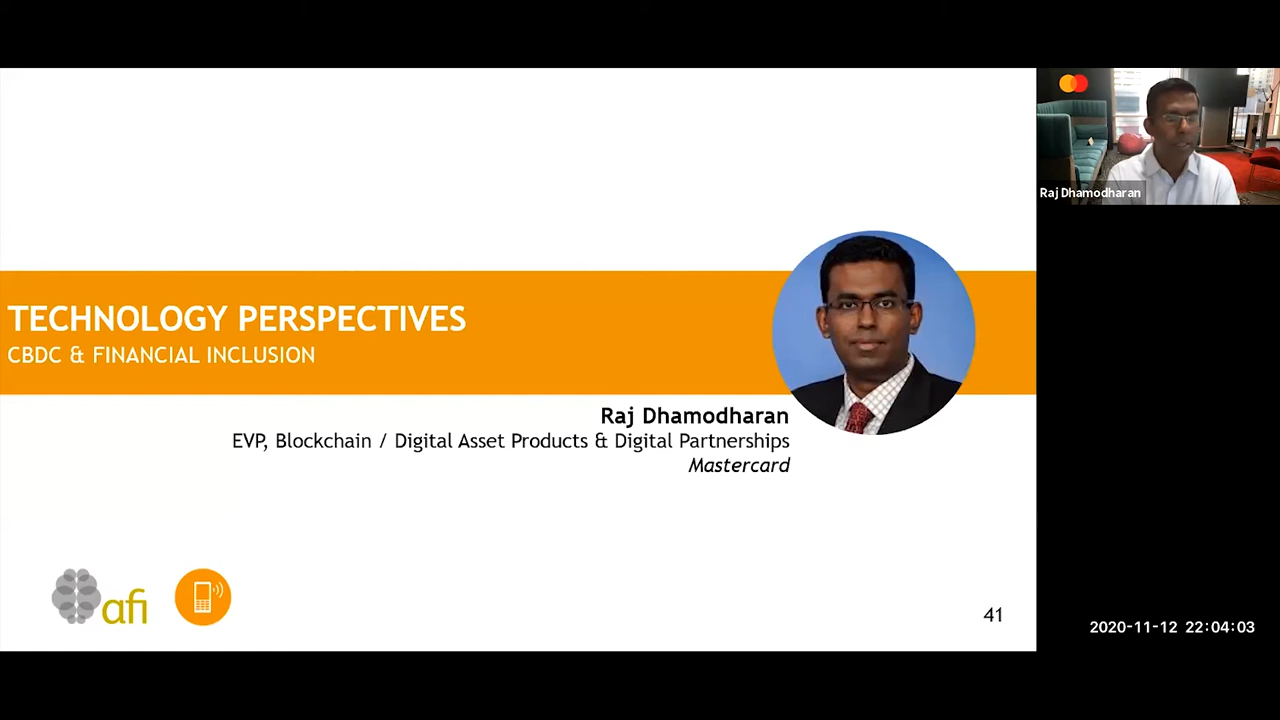 TECHNOLOGY PERSPECTIVES
CBDC & FINANCIAL INCLUSION
Raj Dhamodharan
EVP, Blockchain / Digital Asset Products & Digital Partnerships
Mastercard
afi
41
Raj Dhamodharan
2020-11-12 22:04:03